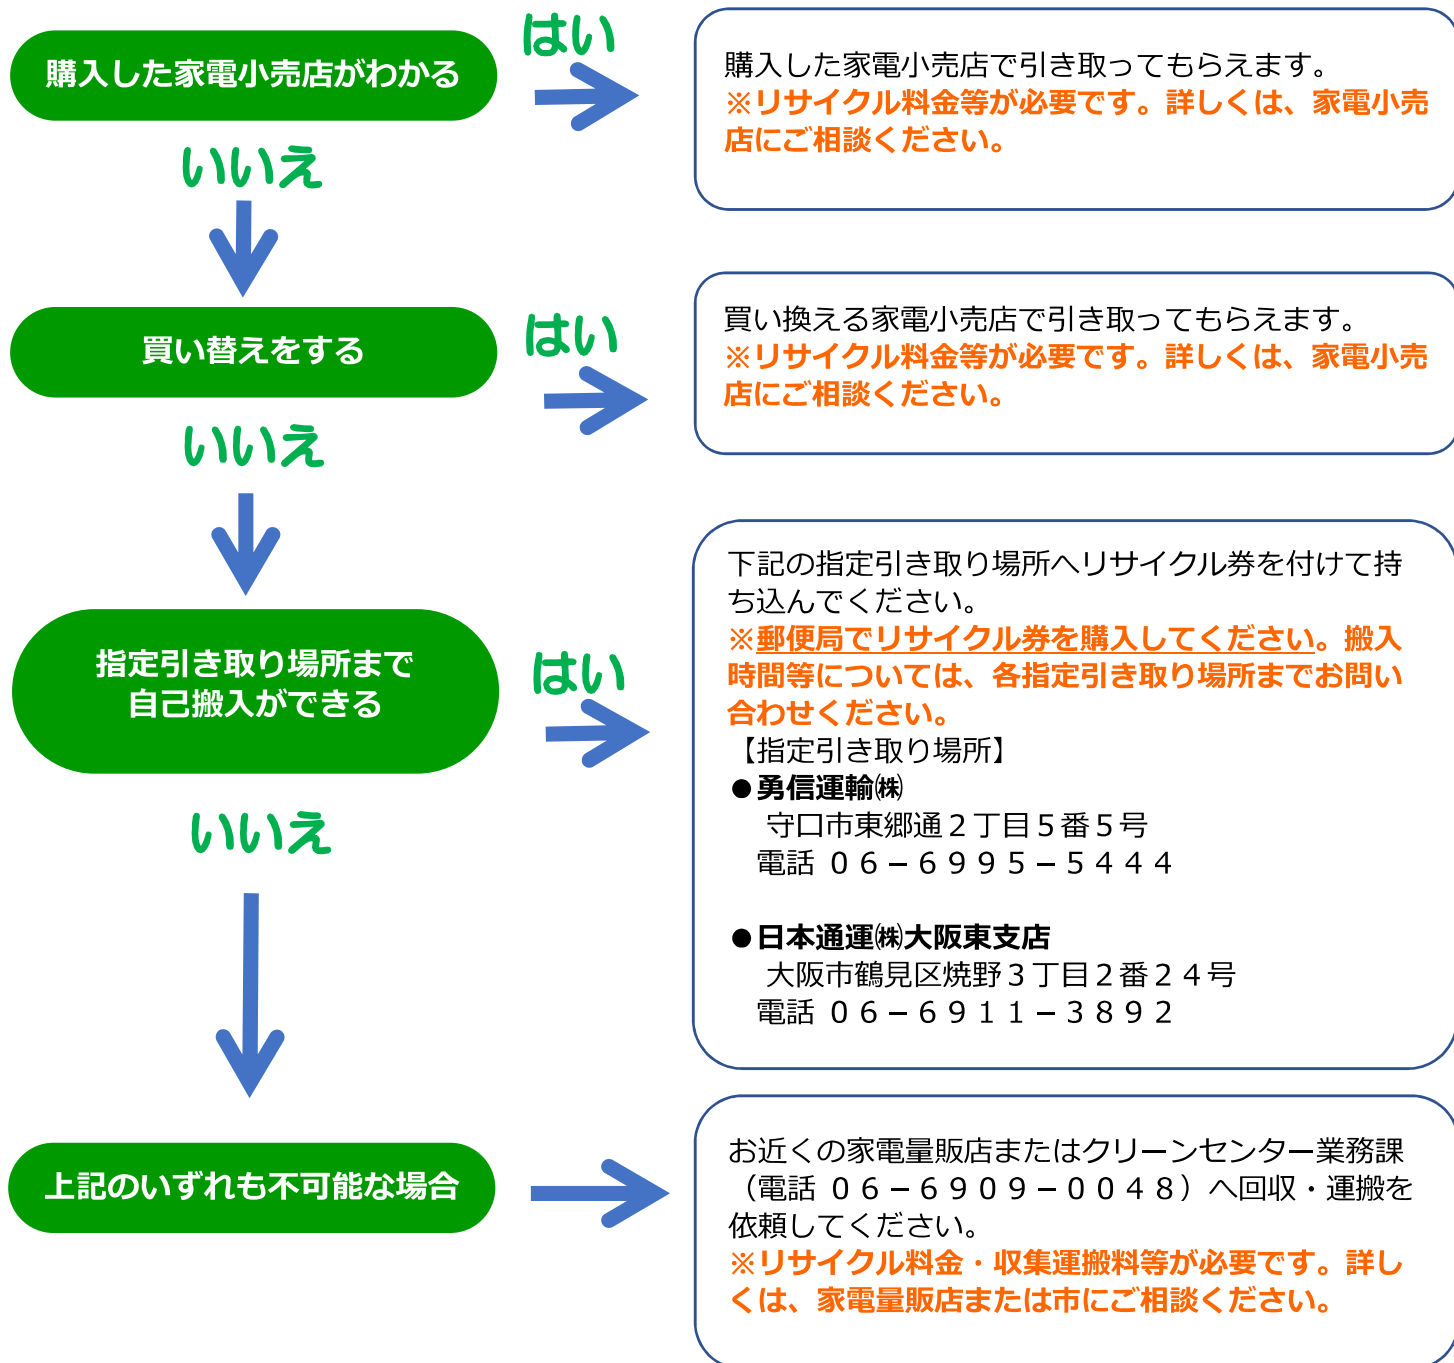 購入した家電小売店がわかる
はい
購入した家電小売店で引き取ってもらえます。
※リサイクル料金等が必要です。詳しくは、家電小売
店にご相談ください。
いいえ
買い替えをする
はい
買い換える家電小売店で引き取ってもらえます。
※リサイクル料金等が必要です。詳しくは、家電小売
店にご相談ください。
いいえ
指定引き取り場所まで
自己搬入ができる
はい
下記の指定引き取り場所へリサイクル券を付けて持
ち込んでください。
※郵便局でリサイクル券を購入してください。搬入
時間等については、各指定引き取り場所までお問い
合わせください。
【指定引き取り場所】
●勇信運輸㈱
守口市東郷通２丁目５番５号
電話 ０６－６９９５－５４４４
●日本通運㈱大阪東支店
大阪市鶴見区焼野３丁目２番２４号
電話 ０６－６９１１－３８９２
いいえ
上記のいずれも不可能な場合
お近くの家電量販店またはクリーンセンター業務課
（電話 ０６－６９０９－００４８）へ回収・運搬を
依頼してください。
※リサイクル料金・収集運搬料等が必要です。詳し
くは、家電量販店または市にご相談ください。